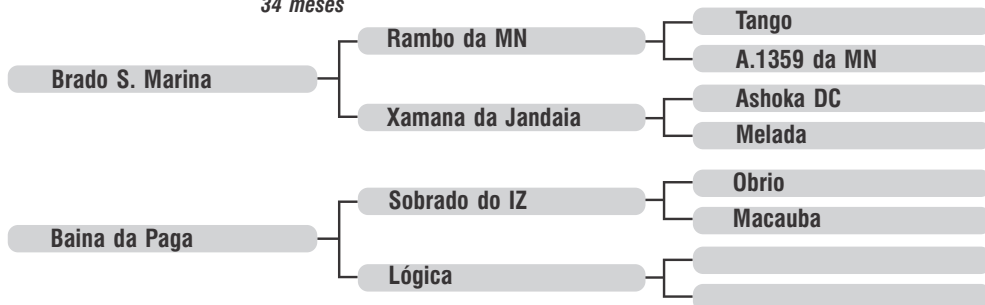 34 meses
Brado S. Marina
Rambo da MN
Tango
A.1359 da MN
Xamana da Jandaia
Ashoka DC
Melada
Baina da Paga
Sobrado do IZ
Obrio
Macauba
Lógica